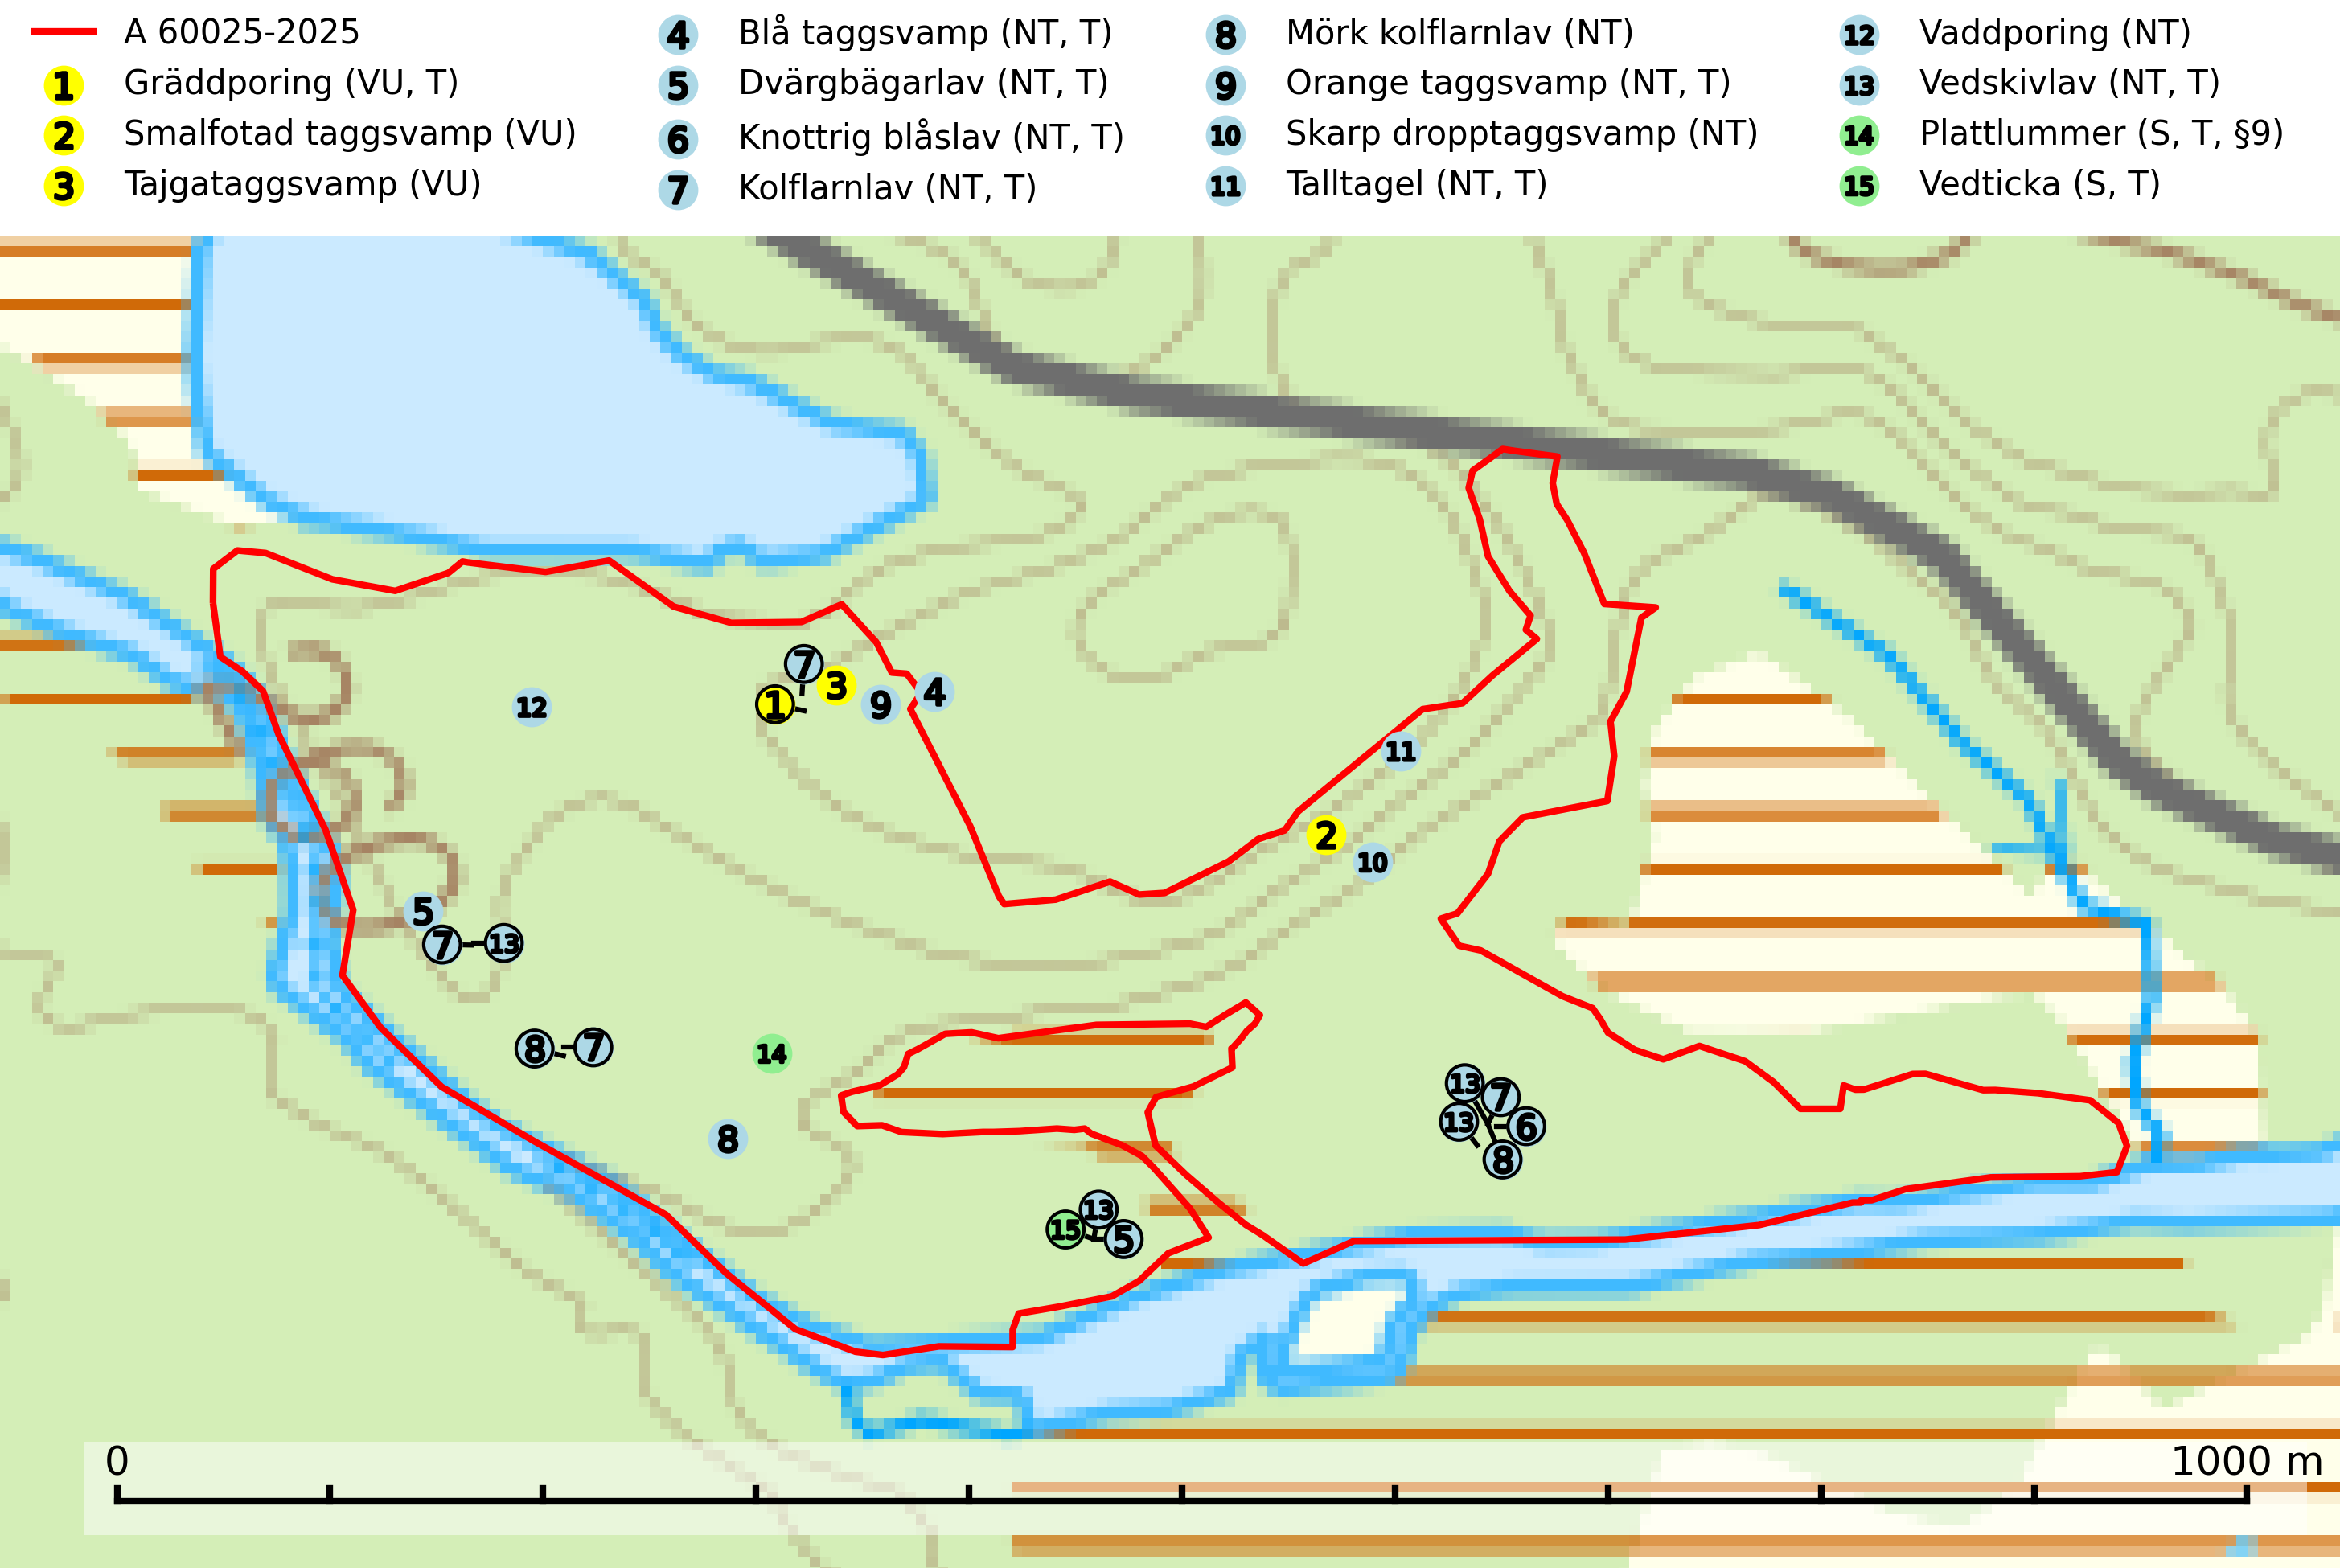 A 60025-2025
1 Gräddporing (VU, T)
2 Smalfotad taggsvamp (VU)
3 Tajgataggsvamp (VU)
4 Blå taggsvamp (NT, T)
5 Dvärgbägarlav (NT, T)
6 Knottrig blåslav (NT, T)
7 Kolflarnlav (NT, T)
8 Mörk kolflarnlav (NT)
9 Orange taggsvamp (NT, T)
10 Skarp dropptaggsvamp (NT)
11 Talltagel (NT, T)
12 Vaddporing (NT)
13 Vedskivlav (NT, T)
14 Plattlummer (S, T, §9)
15 Vedticka (S, T)
7
3
4
1
9
12
11
2
10
5
7 13
8 7
14
13 7
13 6
8
8
13
15 5
0 1000 m